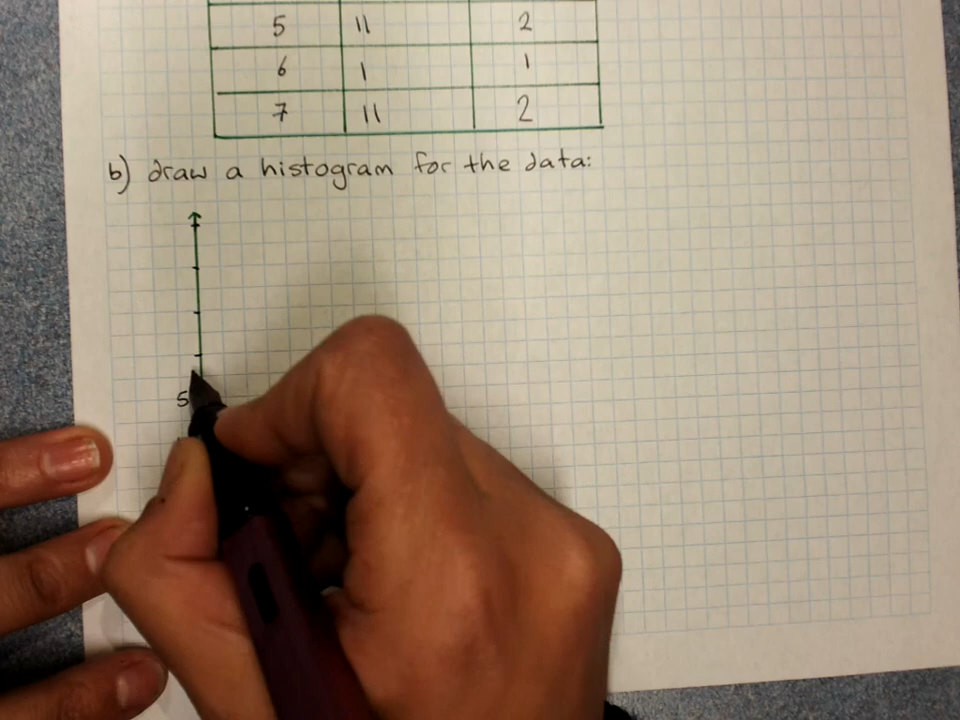 5 11 2
6 1 1
7 11 2
b) draw a histogram for the data:
5